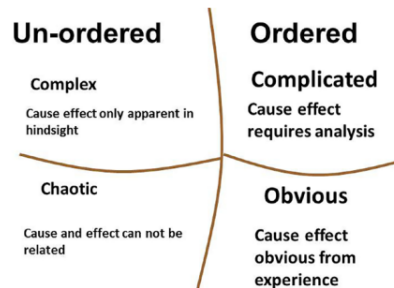 Un-ordered
Ordered
Complex
Cause effect only apparent in
hindsight
Complicated
Cause effect
requires analysis
Chaotic
Cause and effect can not be
related
Obvious
Cause effect
obvious from
experience